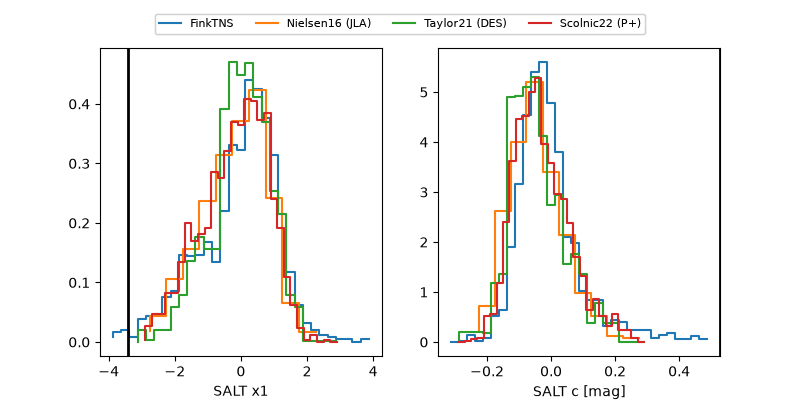 FinkTNS Nielsen16 (JLA) Taylor21 (DES) Scolnic22 (P+)
0.4
0.3
0.2
0.1
0.0
−4 −2 0 2 4
SALT x1
5
4
3
2
1
0
−0.2 0.0 0.2 0.4
SALT c [mag]